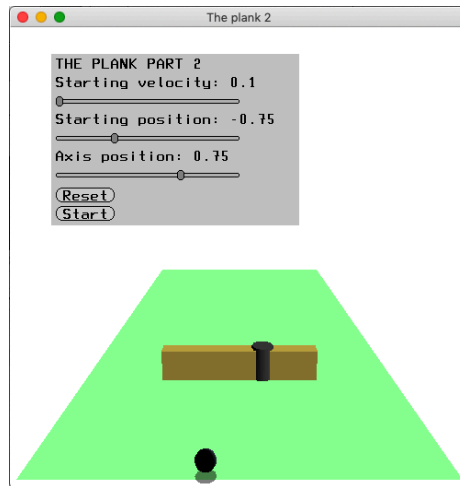 The plank 2
THE PLANK PART 2
Starting velocity: 0.1
Starting position: -0.75
Axis position: 0.75
Reset
Start